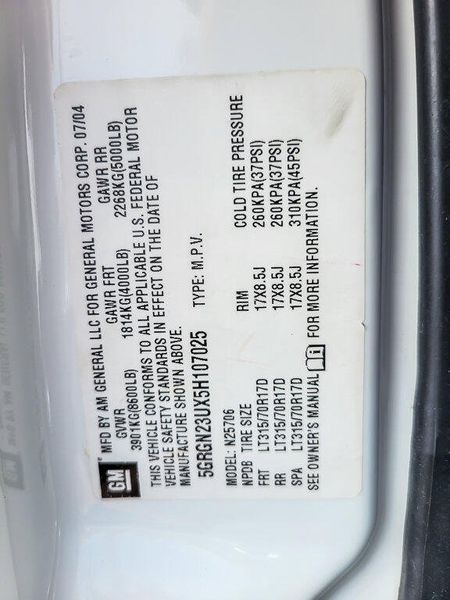 GM
MFD BY AM GENERAL LLC FOR GENERAL MOTORS CORP. 07/04
GVWR GAWR FRT GAWR RR
3901KG(8600LB) 1814KG(4000LB) 2268KG(5000LB)
THIS VEHICLE CONFORMS TO ALL APPLICABLE U.S. FEDERAL MOTOR
VEHICLE SAFETY STANDARDS IN EFFECT ON THE DATE OF
MANUFACTURE SHOWN ABOVE.
5GRGN23UX5H107025 TYPE: M.P.V.
MODEL: N25706
NPDB TIRE SIZE RIM COLD TIRE PRESSURE
FRT LT315/70R17D 17X8.5J 260KPA(37PSI)
RR LT315/70R17D 17X8.5J 260KPA(37PSI)
SPA LT315/70R17D 17X8.5J 310KPA(45PSI)
SEE OWNER'S MANUAL FOR MORE INFORMATION.